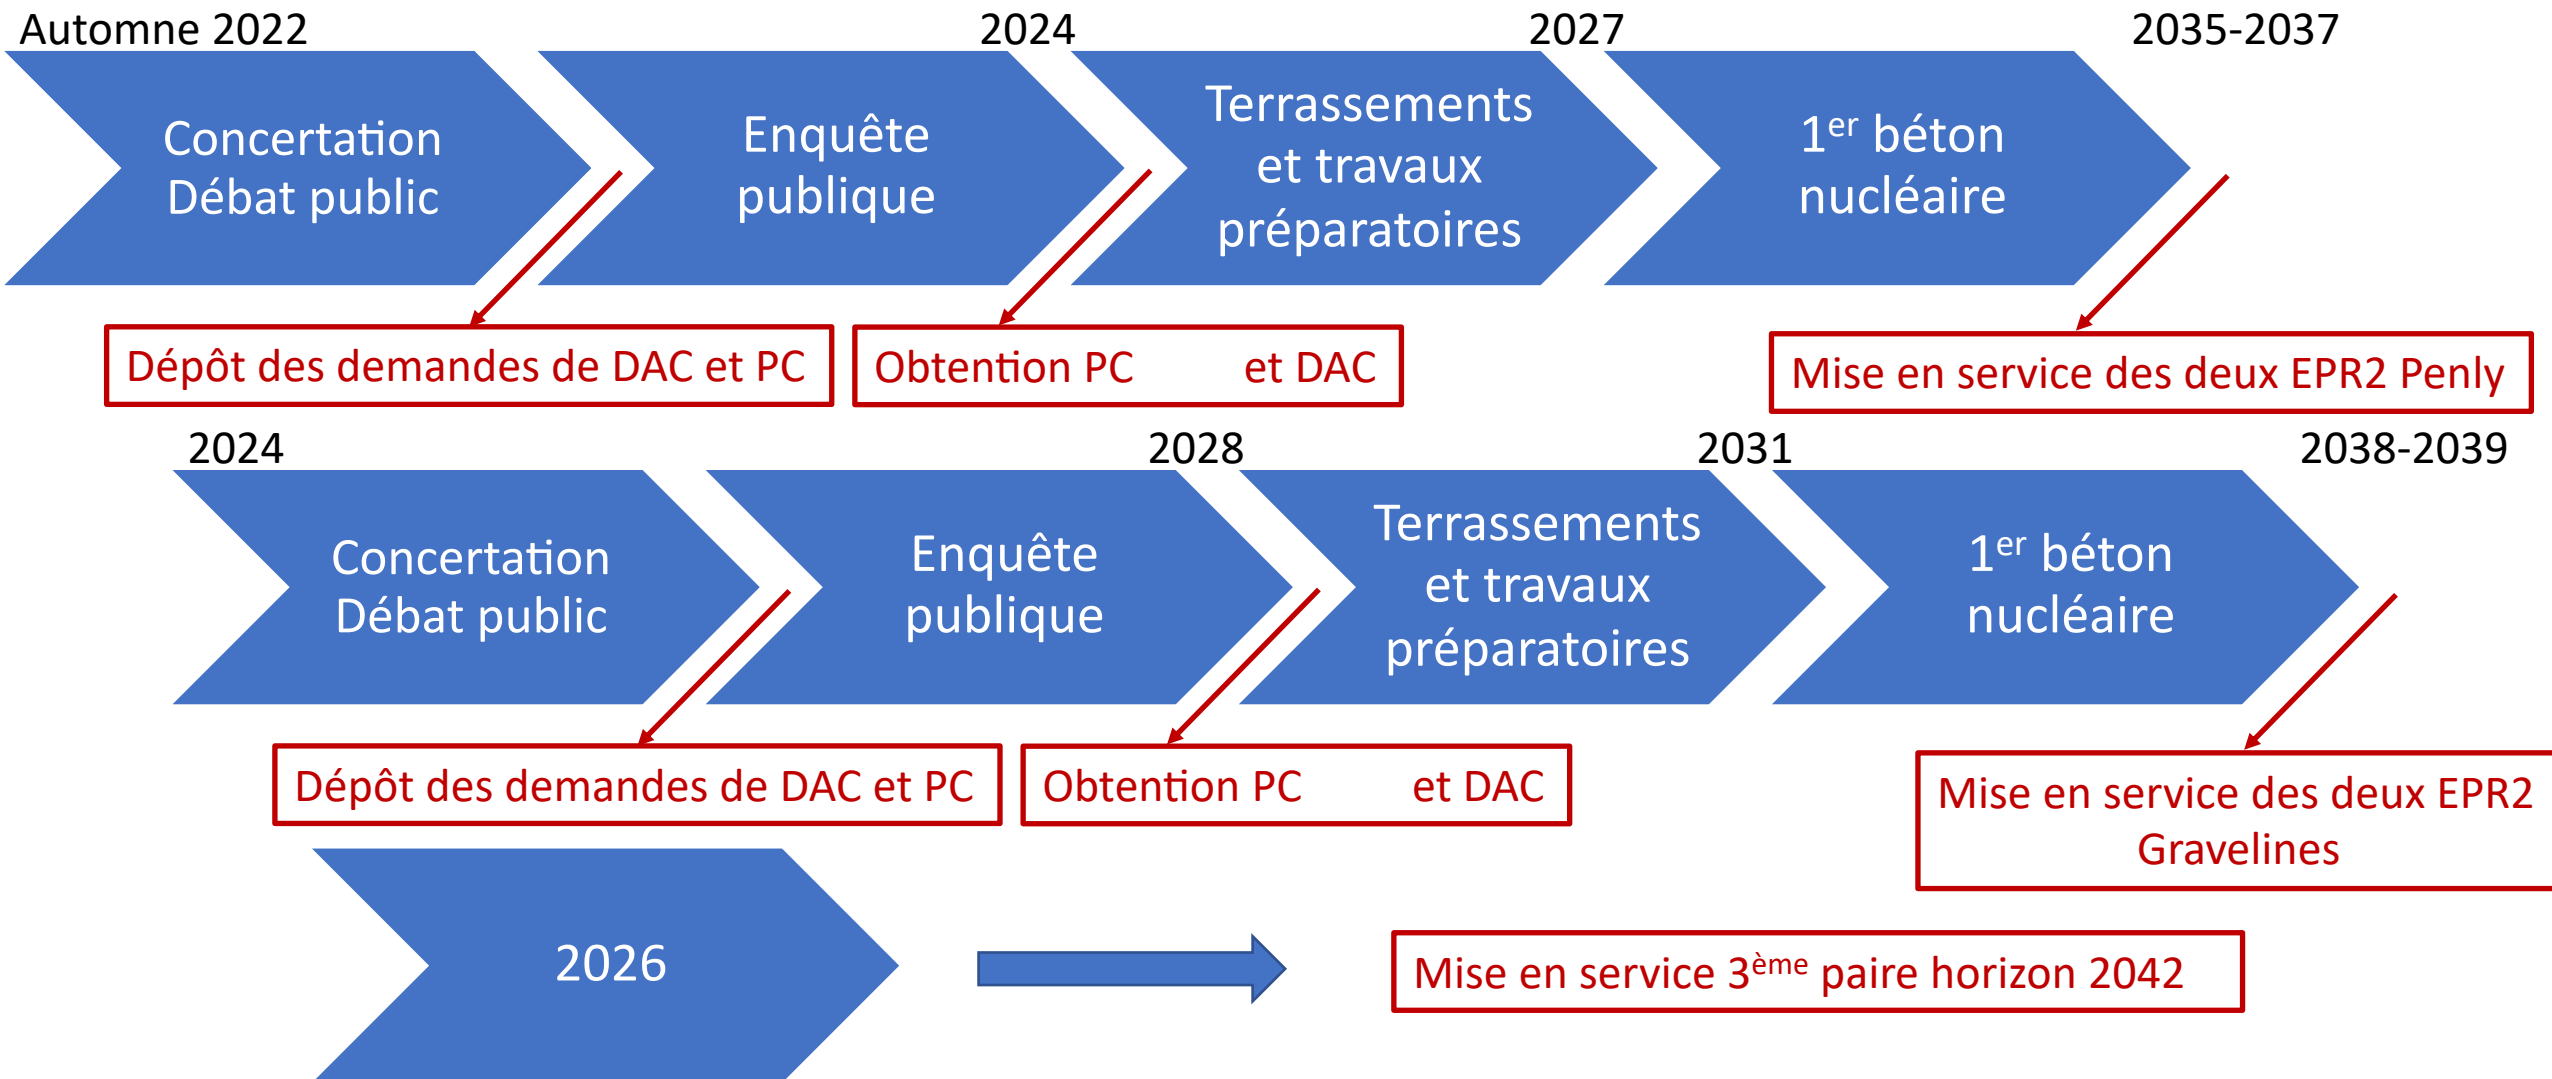 Automne 2022
2024
2027
2035-2037
Concertation
Débat public
Enquête
publique
Terrassements
et travaux
préparatoires
1er béton
nucléaire
Dépôt des demandes de DAC et PC
Obtention PC et DAC
Mise en service des deux EPR2 Penly
2024
2028
2031
2038-2039
Concertation
Débat public
Enquête
publique
Terrassements
et travaux
préparatoires
1er béton
nucléaire
Dépôt des demandes de DAC et PC
Obtention PC et DAC
Mise en service des deux EPR2
Gravelines
2026
Mise en service 3ème paire horizon 2042